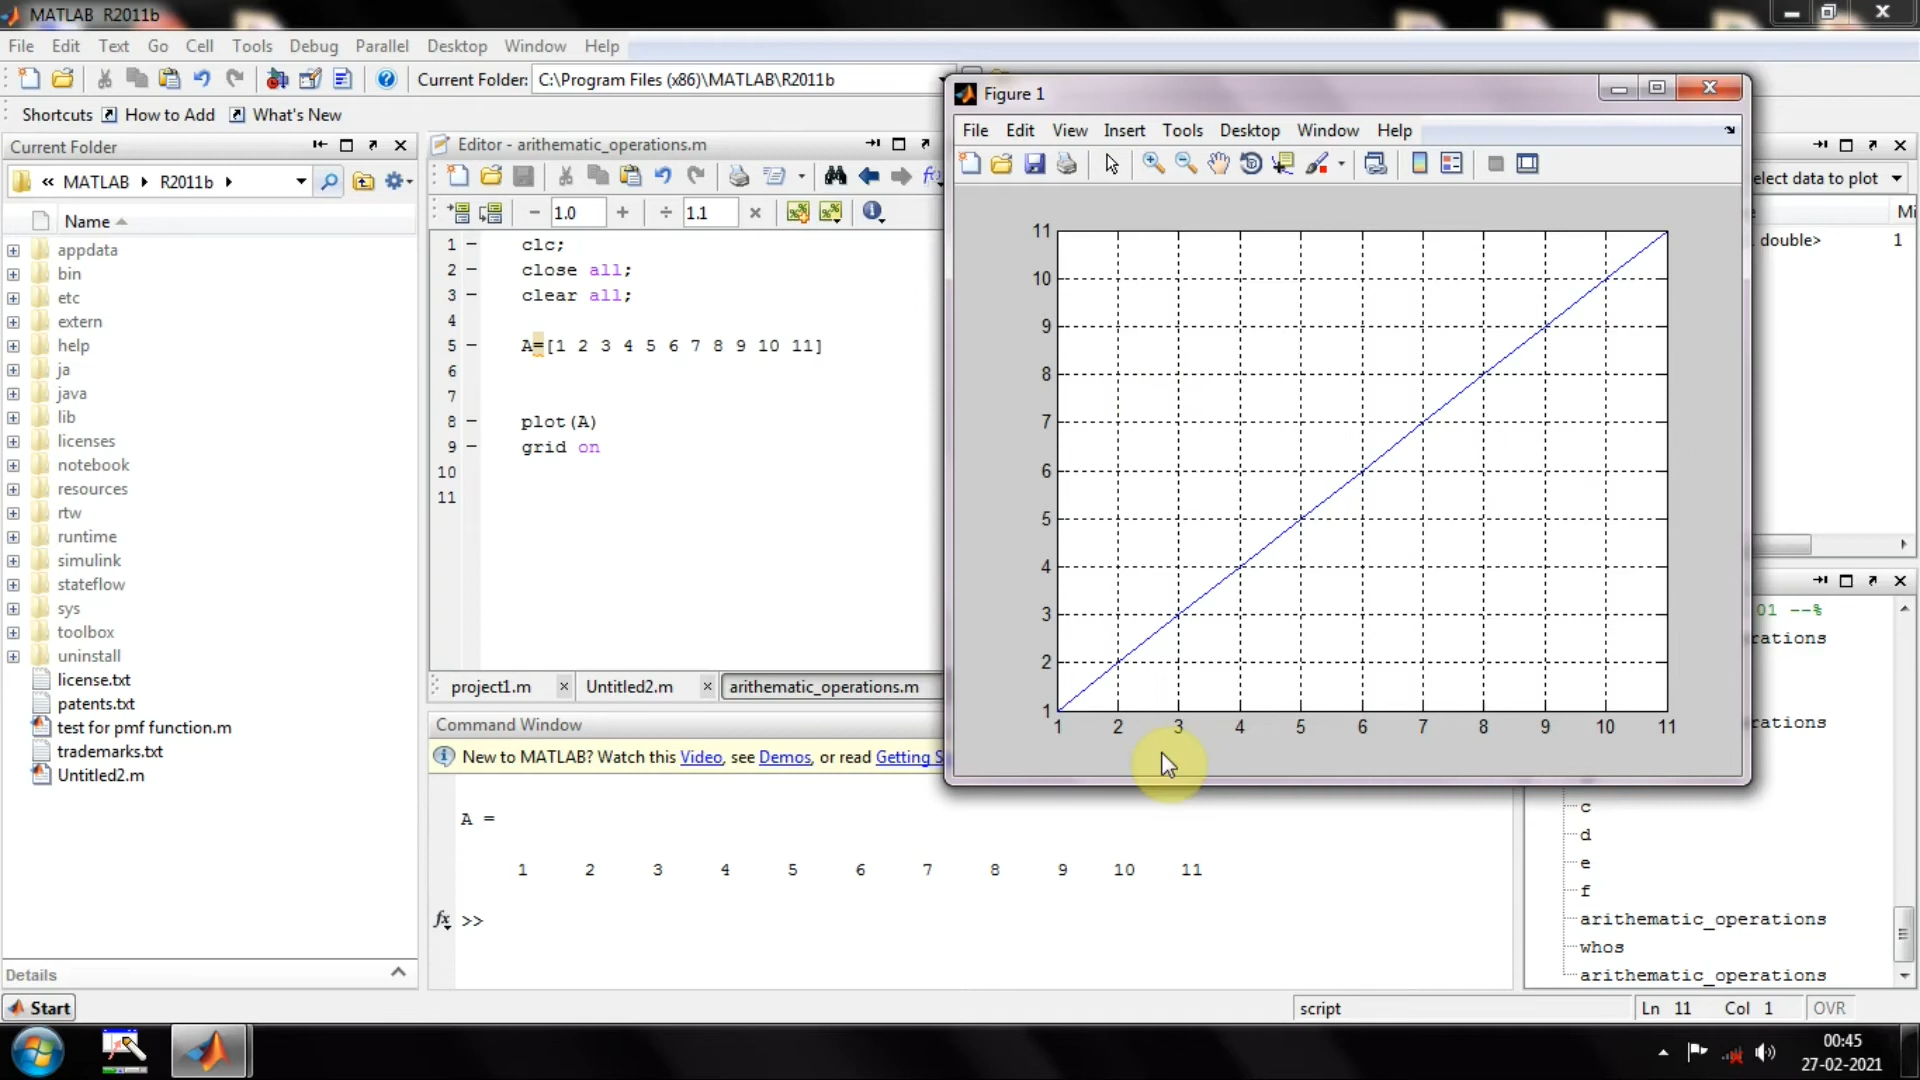 MATLAB R2011b
File Edit Text Go Cell Tools Debug Parallel Desktop Window Help
Current Folder: C:\Program Files (x86)\MATLAB\R2011b
Shortcuts How to Add What's New
Current Folder
« MATLAB R2011b
Name
appdata
bin
etc
extern
help
ja
java
lib
licenses
notebook
resources
rtw
runtime
simulink
stateflow
sys
toolbox
uninstall
license.txt
patents.txt
test for pmf function.m
trademarks.txt
Untitled2.m
Details
Start
Editor - arithematic_operations.m
1.0 1.1
1 clc;
2 close all;
3 clear all;
4
5 A=[1 2 3 4 5 6 7 8 9 10 11]
6
7
8 plot(A)
9 grid on
10
11
project1.m Untitled2.m arithematic_operations.m
Command Window
New to MATLAB? Watch this Video, see Demos, or read Getting S
A =
1 2 3 4 5 6 7 8 9 10 11
fx >>
Figure 1
File Edit View Insert Tools Desktop Window Help
11
10
9
8
7
6
5
4
3
2
1
1 2 3 4 5 6 7 8 9 10 11
elect data to plot
Mi
double> 1
01 --%
rations
rations
c
d
e
f
arithematic_operations
whos
arithematic_operations
script Ln 11 Col 1 OVR
00:45
27-02-2021